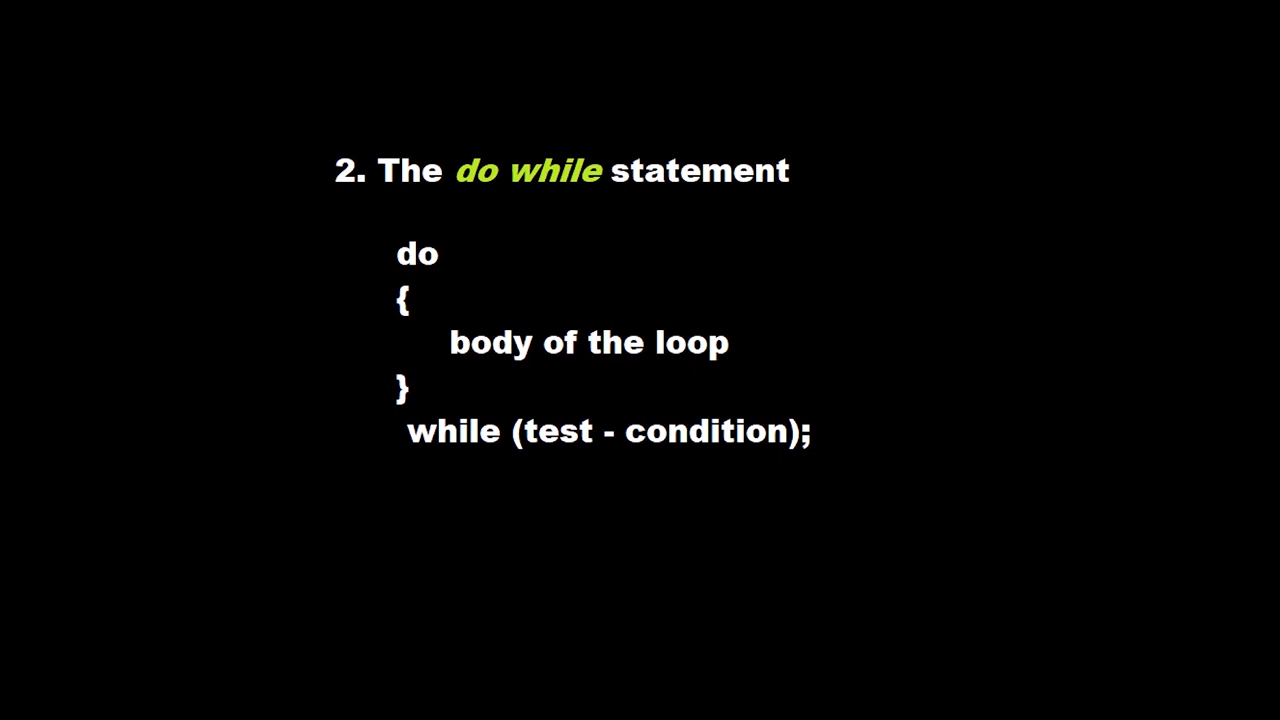 2. The do while statement
do
{
body of the loop
}
while (test - condition);